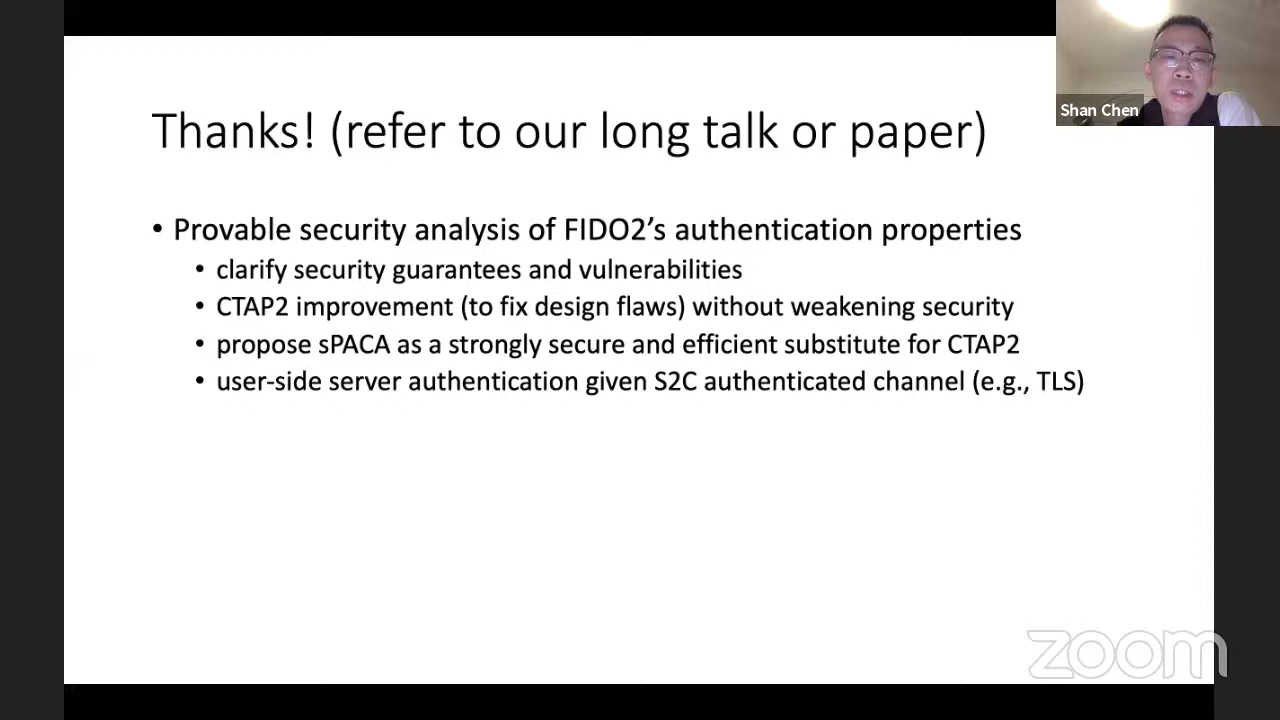 Shan Chen
Thanks! (refer to our long talk or paper)
• Provable security analysis of FIDO2’s authentication properties
• clarify security guarantees and vulnerabilities
• CTAP2 improvement (to fix design flaws) without weakening security
• propose sPACA as a strongly secure and efficient substitute for CTAP2
• user-side server authentication given S2C authenticated channel (e.g., TLS)
zoom